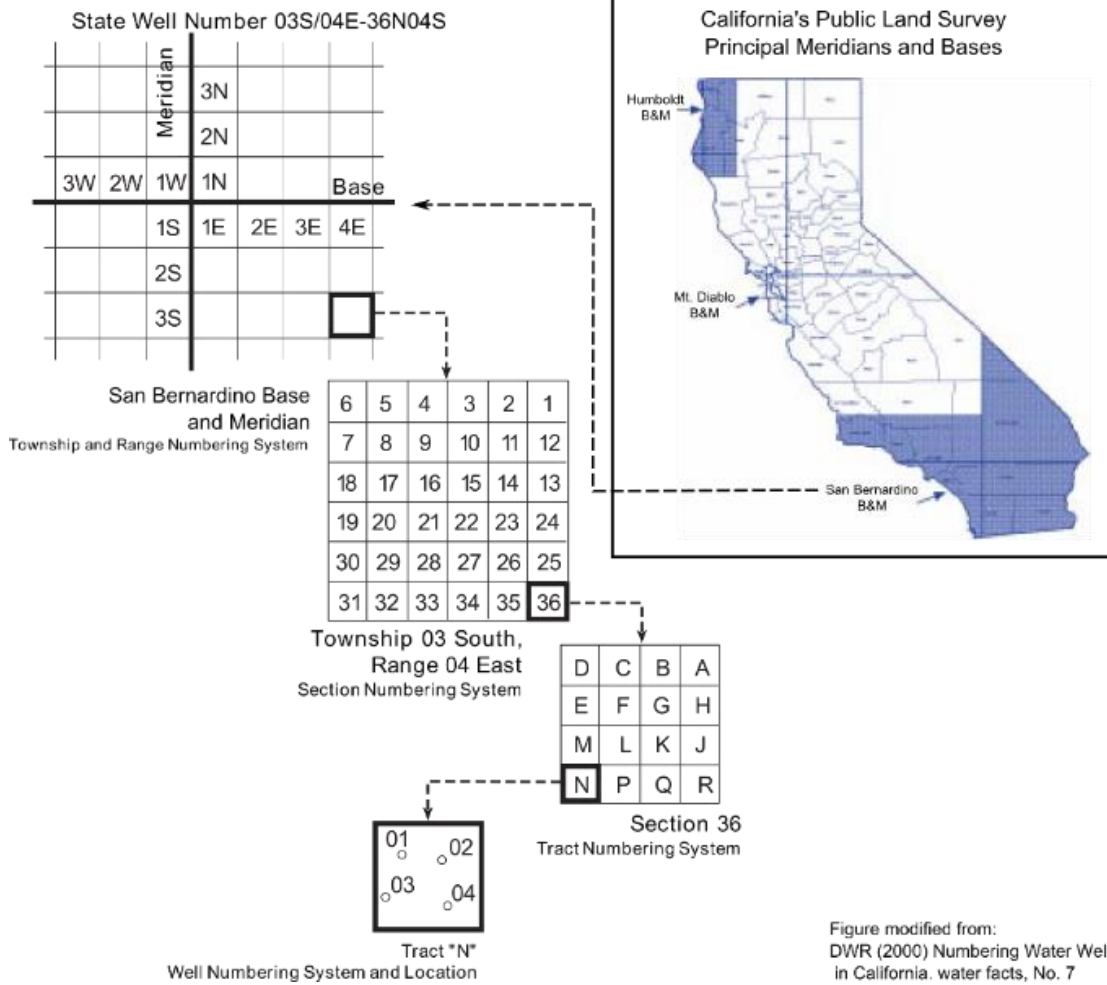 State Well Number 03S/04E-36N04S
Meridian
3N
2N
3W 2W 1W 1N Base
1S 1E 2E 3E 4E
2S
3S
San Bernardino Base
and Meridian
Township and Range Numbering System
California's Public Land Survey
Principal Meridians and Bases
Humboldt
B&M
Mt. Diablo
B&M
San Bernardino
B&M
6 5 4 3 2 1
7 8 9 10 11 12
18 17 16 15 14 13
19 20 21 22 23 24
30 29 28 27 26 25
31 32 33 34 35 36
Township 03 South,
Range 04 East
Section Numbering System
D C B A
E F G H
M L K J
N P Q R
Section 36
Tract Numbering System
01 02
03 04
Tract "N"
Well Numbering System and Location
Figure modified from:
DWR (2000) Numbering Water Wel
in California. water facts, No. 7